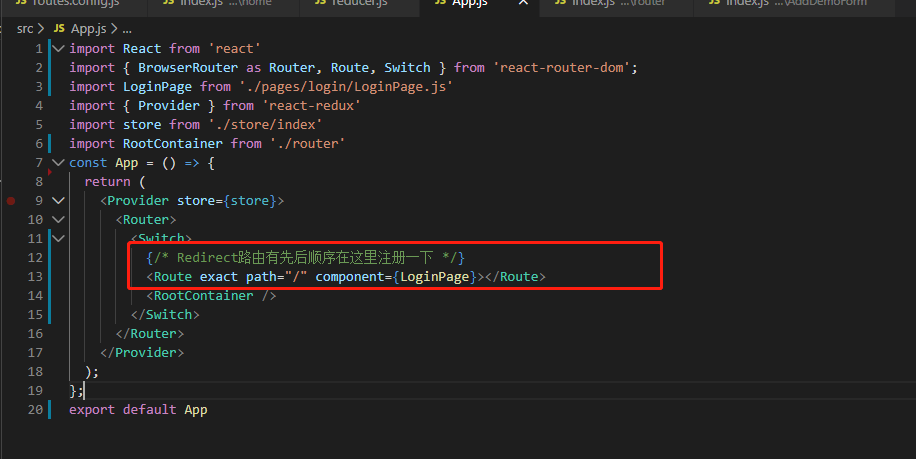 routes.config.js JS index.js ...\home JS reducer.js JS App.js × JS index.js ...\router JS index.js ...\AddDemoForm
src > JS App.js > ...
1 import React from 'react'
2 import { BrowserRouter as Router, Route, Switch } from 'react-router-dom';
3 import LoginPage from './pages/login/LoginPage.js'
4 import { Provider } from 'react-redux'
5 import store from './store/index'
6 import RootContainer from './router'
7 const App = () => {
8 return (
9 <Provider store={store}>
10 <Router>
11 <Switch>
12 {/* Redirect路由有先后顺序在这里注册一下 */}
13 <Route exact path="/" component={LoginPage}></Route>
14 <RootContainer />
15 </Switch>
16 </Router>
17 </Provider>
18 );
19 };
20 export default App